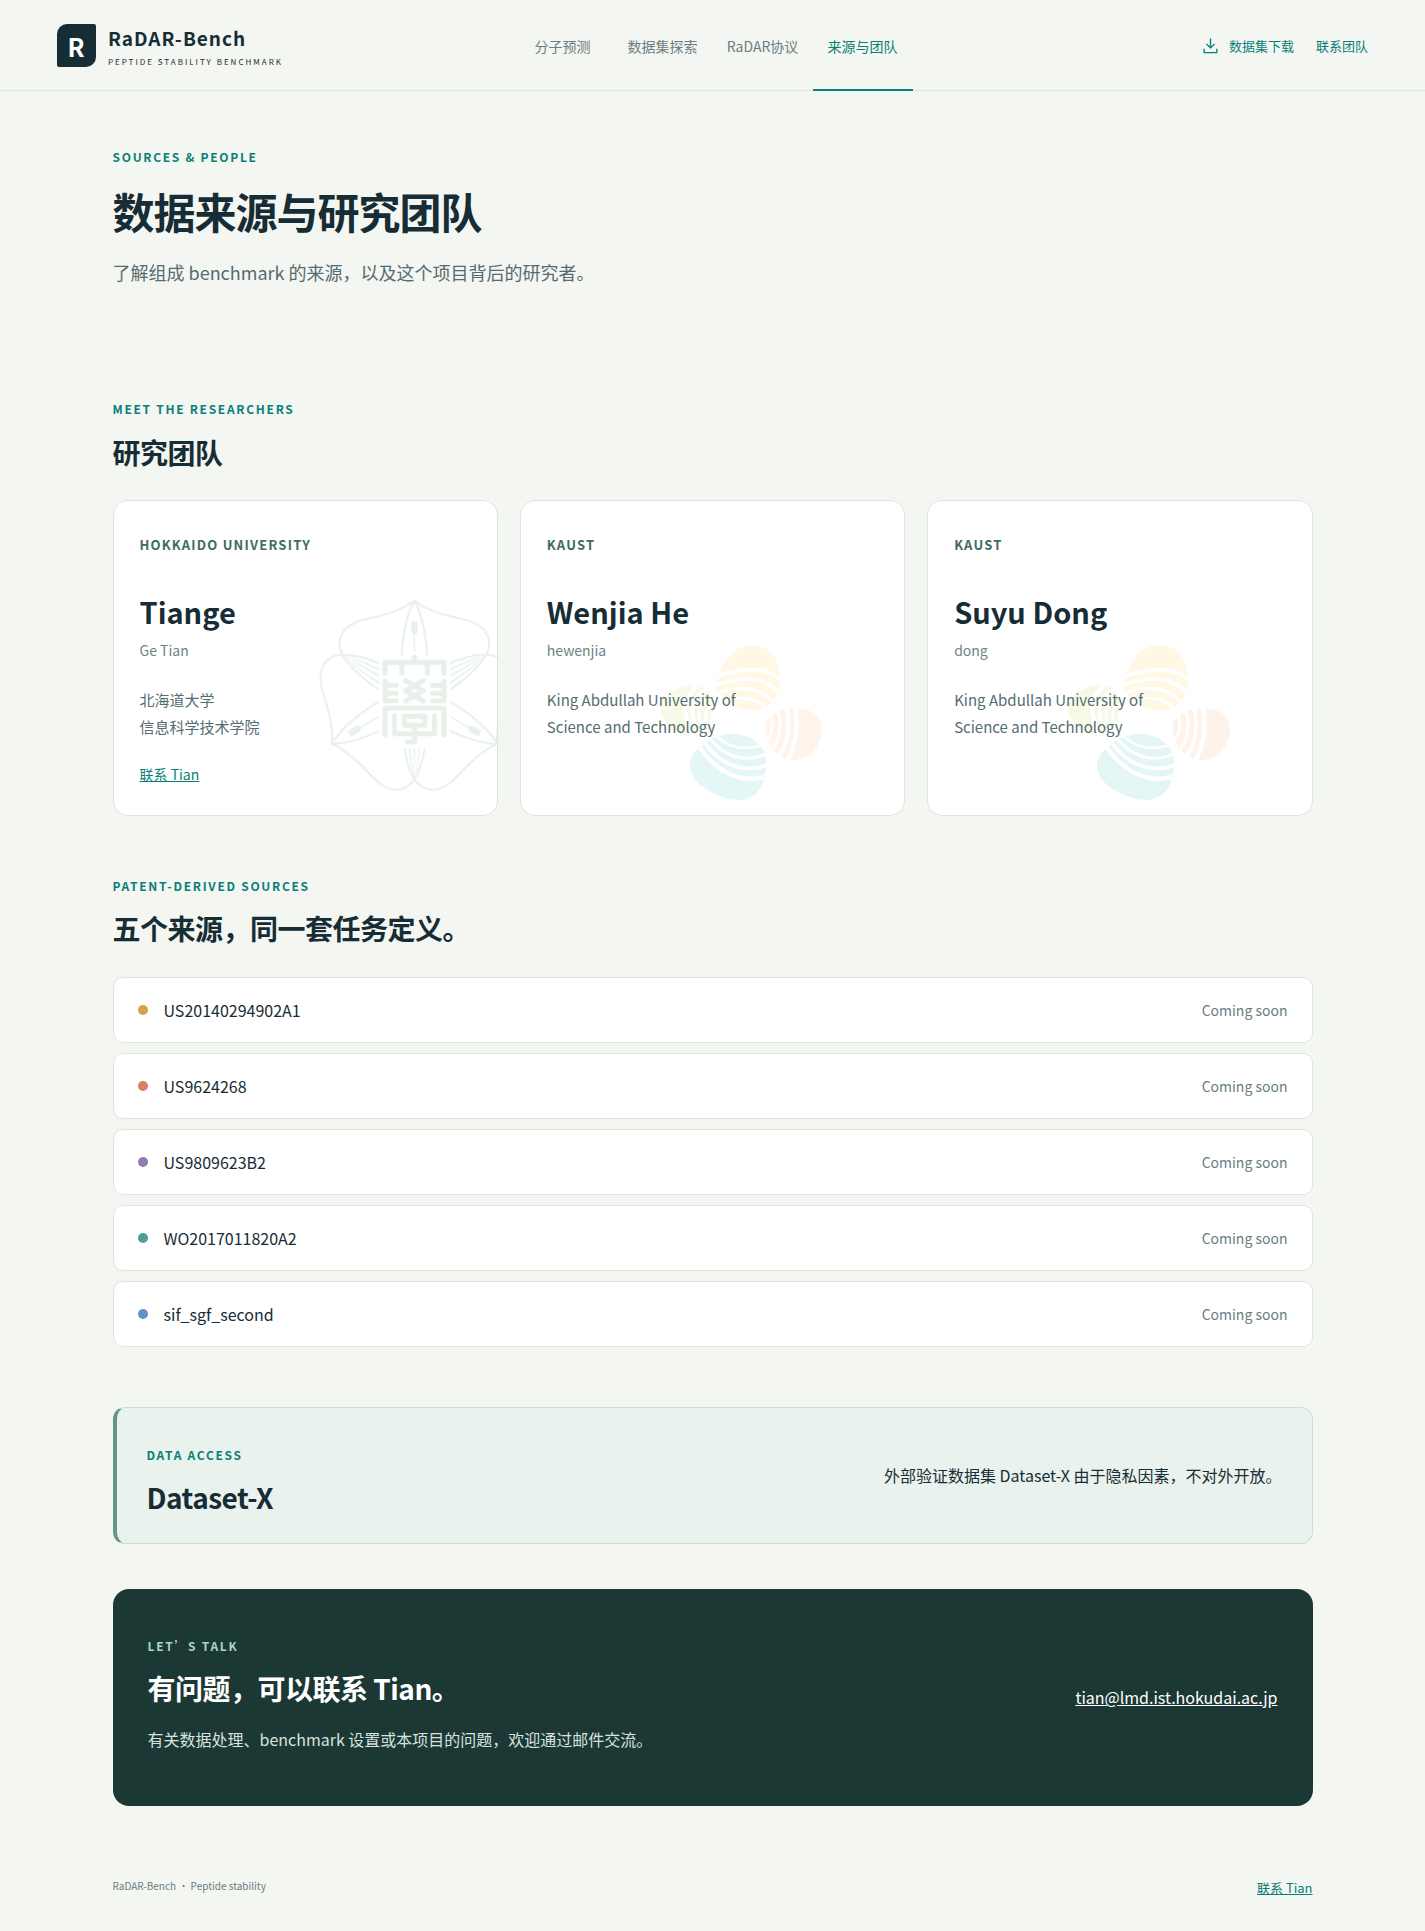 R
RaDAR-Bench
PEPTIDE STABILITY BENCHMARK
分子预测
数据集探索
RaDAR协议
来源与团队
数据集下载
联系团队
SOURCES & PEOPLE
数据来源与研究团队
了解组成 benchmark 的来源，以及这个项目背后的研究者。
MEET THE RESEARCHERS
研究团队
HOKKAIDO UNIVERSITY
Tiange
Ge Tian
北海道大学
信息科学技术学院
联系 Tian
KAUST
Wenjia He
hewenjia
King Abdullah University of
Science and Technology
KAUST
Suyu Dong
dong
King Abdullah University of
Science and Technology
PATENT-DERIVED SOURCES
五个来源，同一套任务定义。
US20140294902A1
Coming soon
US9624268
Coming soon
US9809623B2
Coming soon
WO2017011820A2
Coming soon
sif_sgf_second
Coming soon
DATA ACCESS
Dataset-X
外部验证数据集 Dataset-X 由于隐私因素，不对外开放。
LET’S TALK
有问题，可以联系 Tian。
有关数据处理、benchmark 设置或本项目的问题，欢迎通过邮件交流。
tian@lmd.ist.hokudai.ac.jp
RaDAR-Bench · Peptide stability
联系 Tian